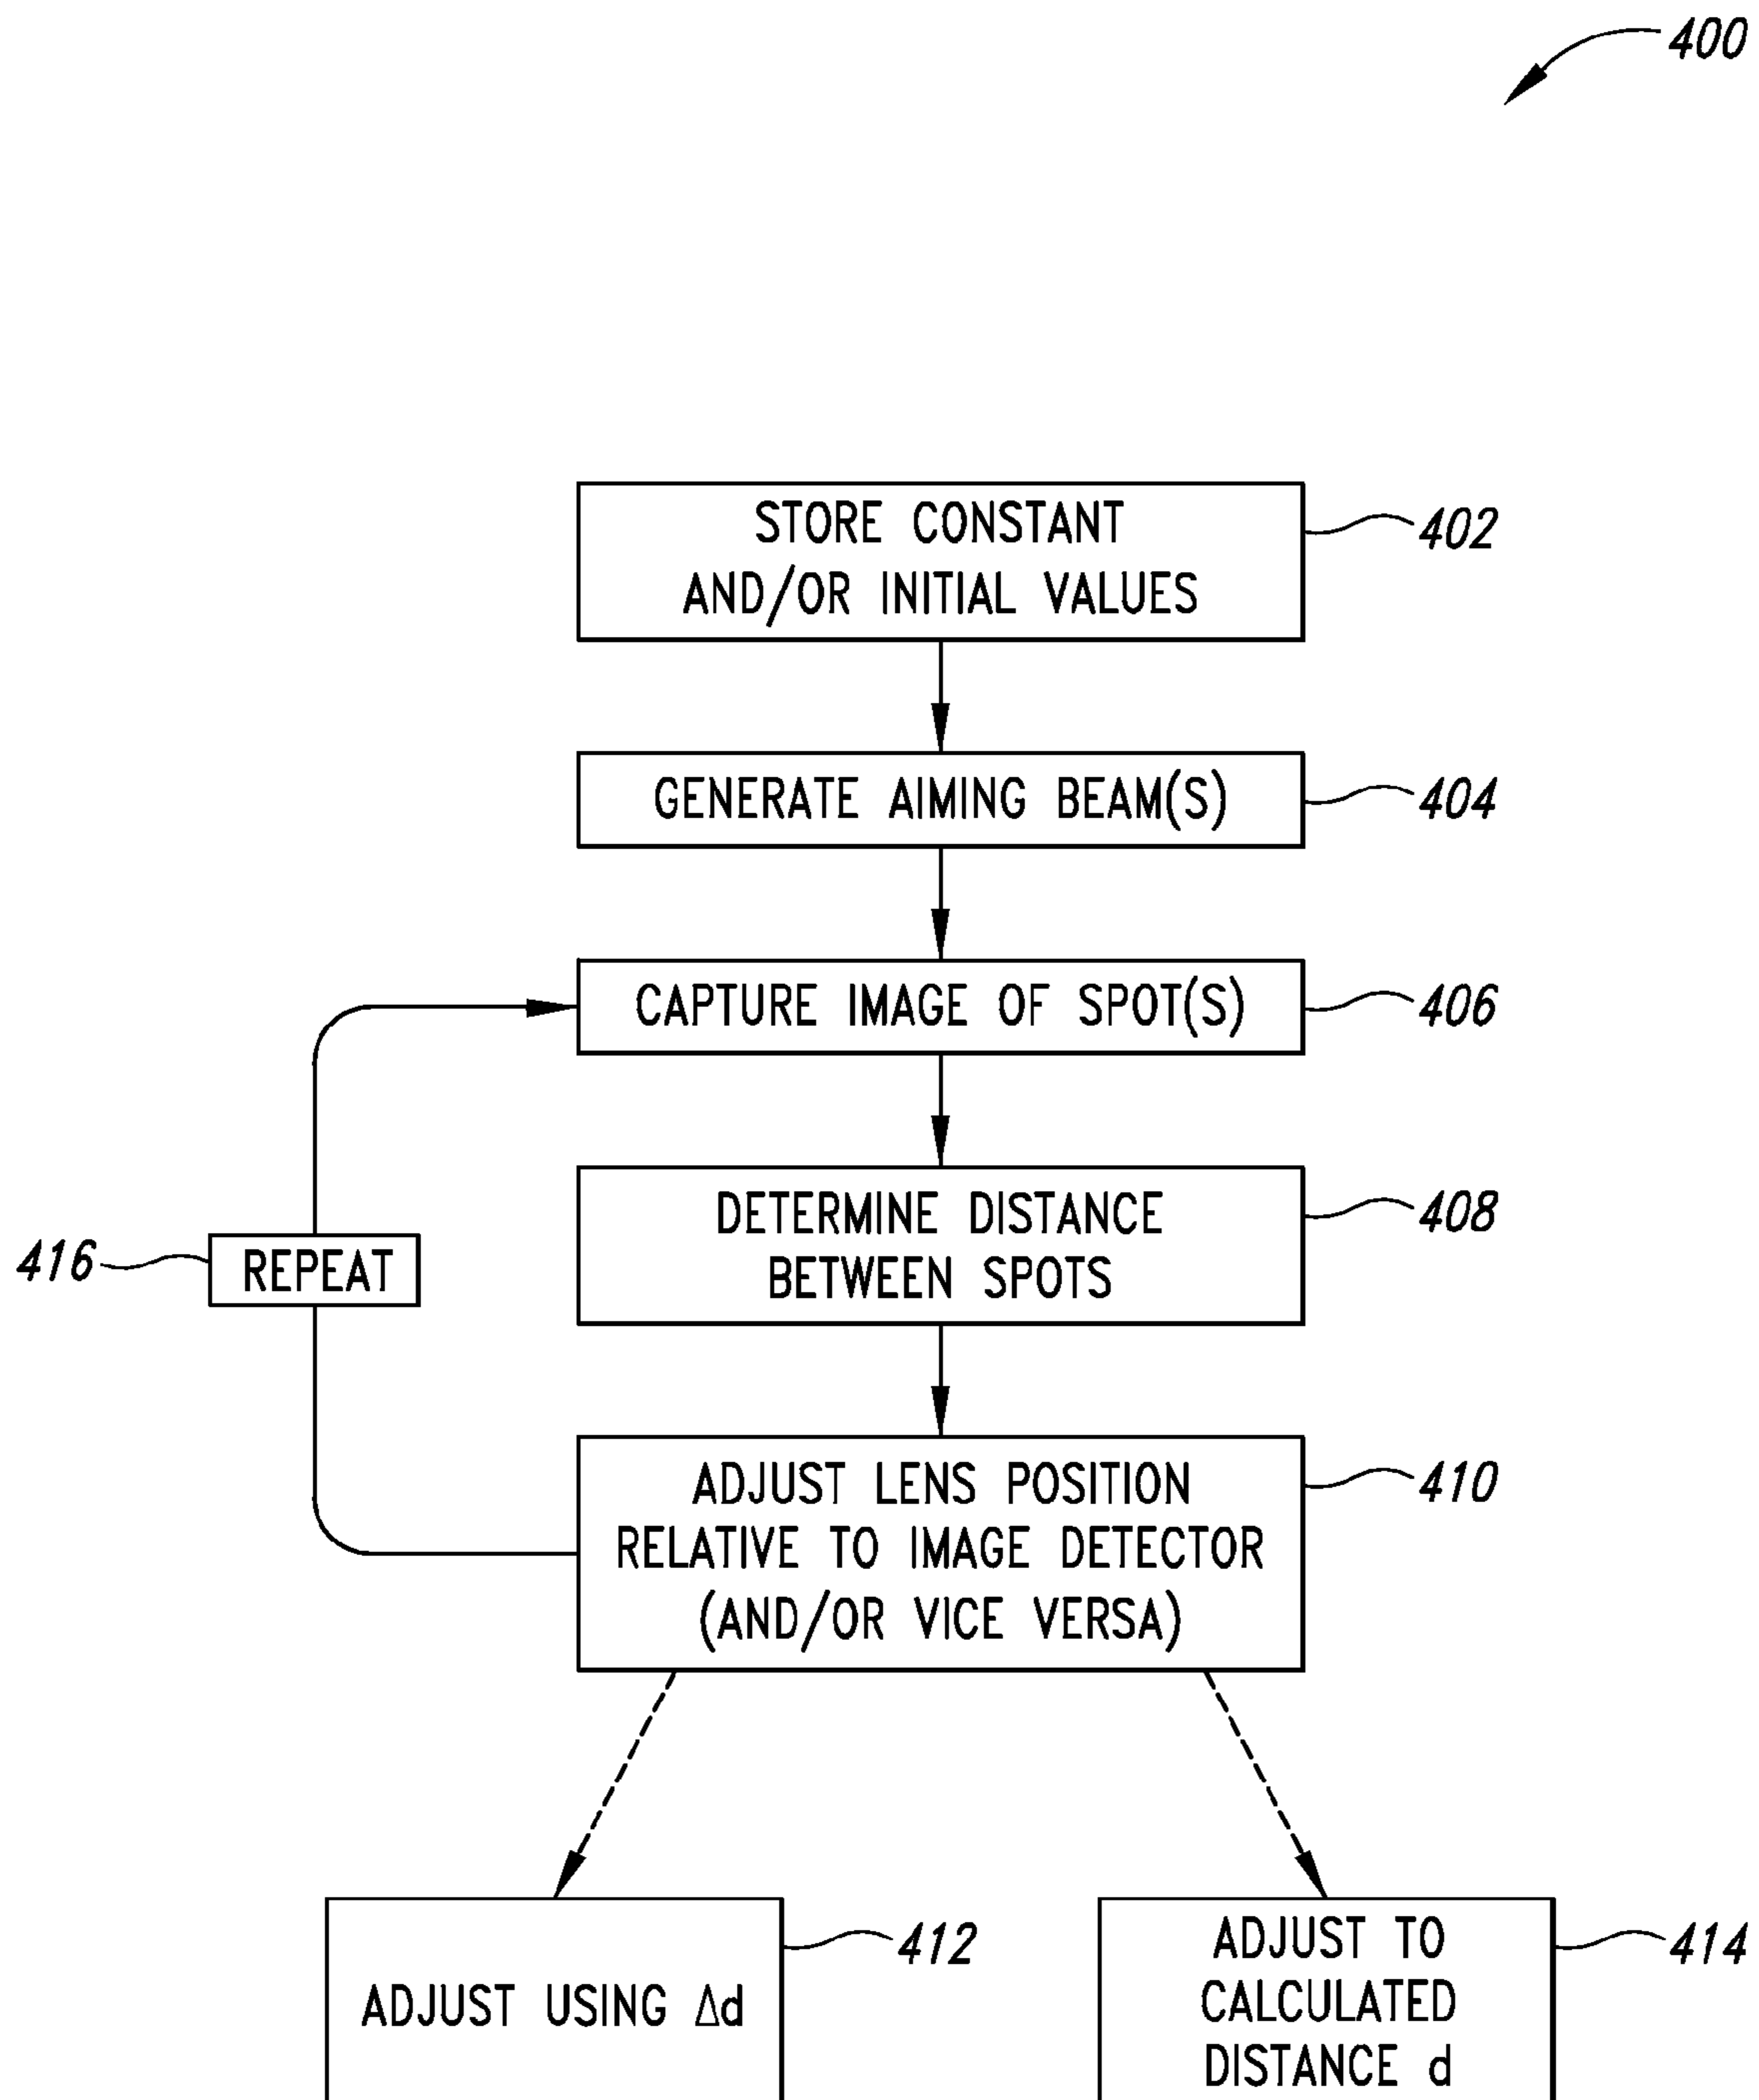 400
STORE CONSTANT
AND/OR INITIAL VALUES
402
GENERATE AIMING BEAM(S)
404
CAPTURE IMAGE OF SPOT(S)
406
DETERMINE DISTANCE
BETWEEN SPOTS
408
416
REPEAT
ADJUST LENS POSITION
RELATIVE TO IMAGE DETECTOR
(AND/OR VICE VERSA)
410
ADJUST USING Δd
412
ADJUST TO
CALCULATED
DISTANCE d
414